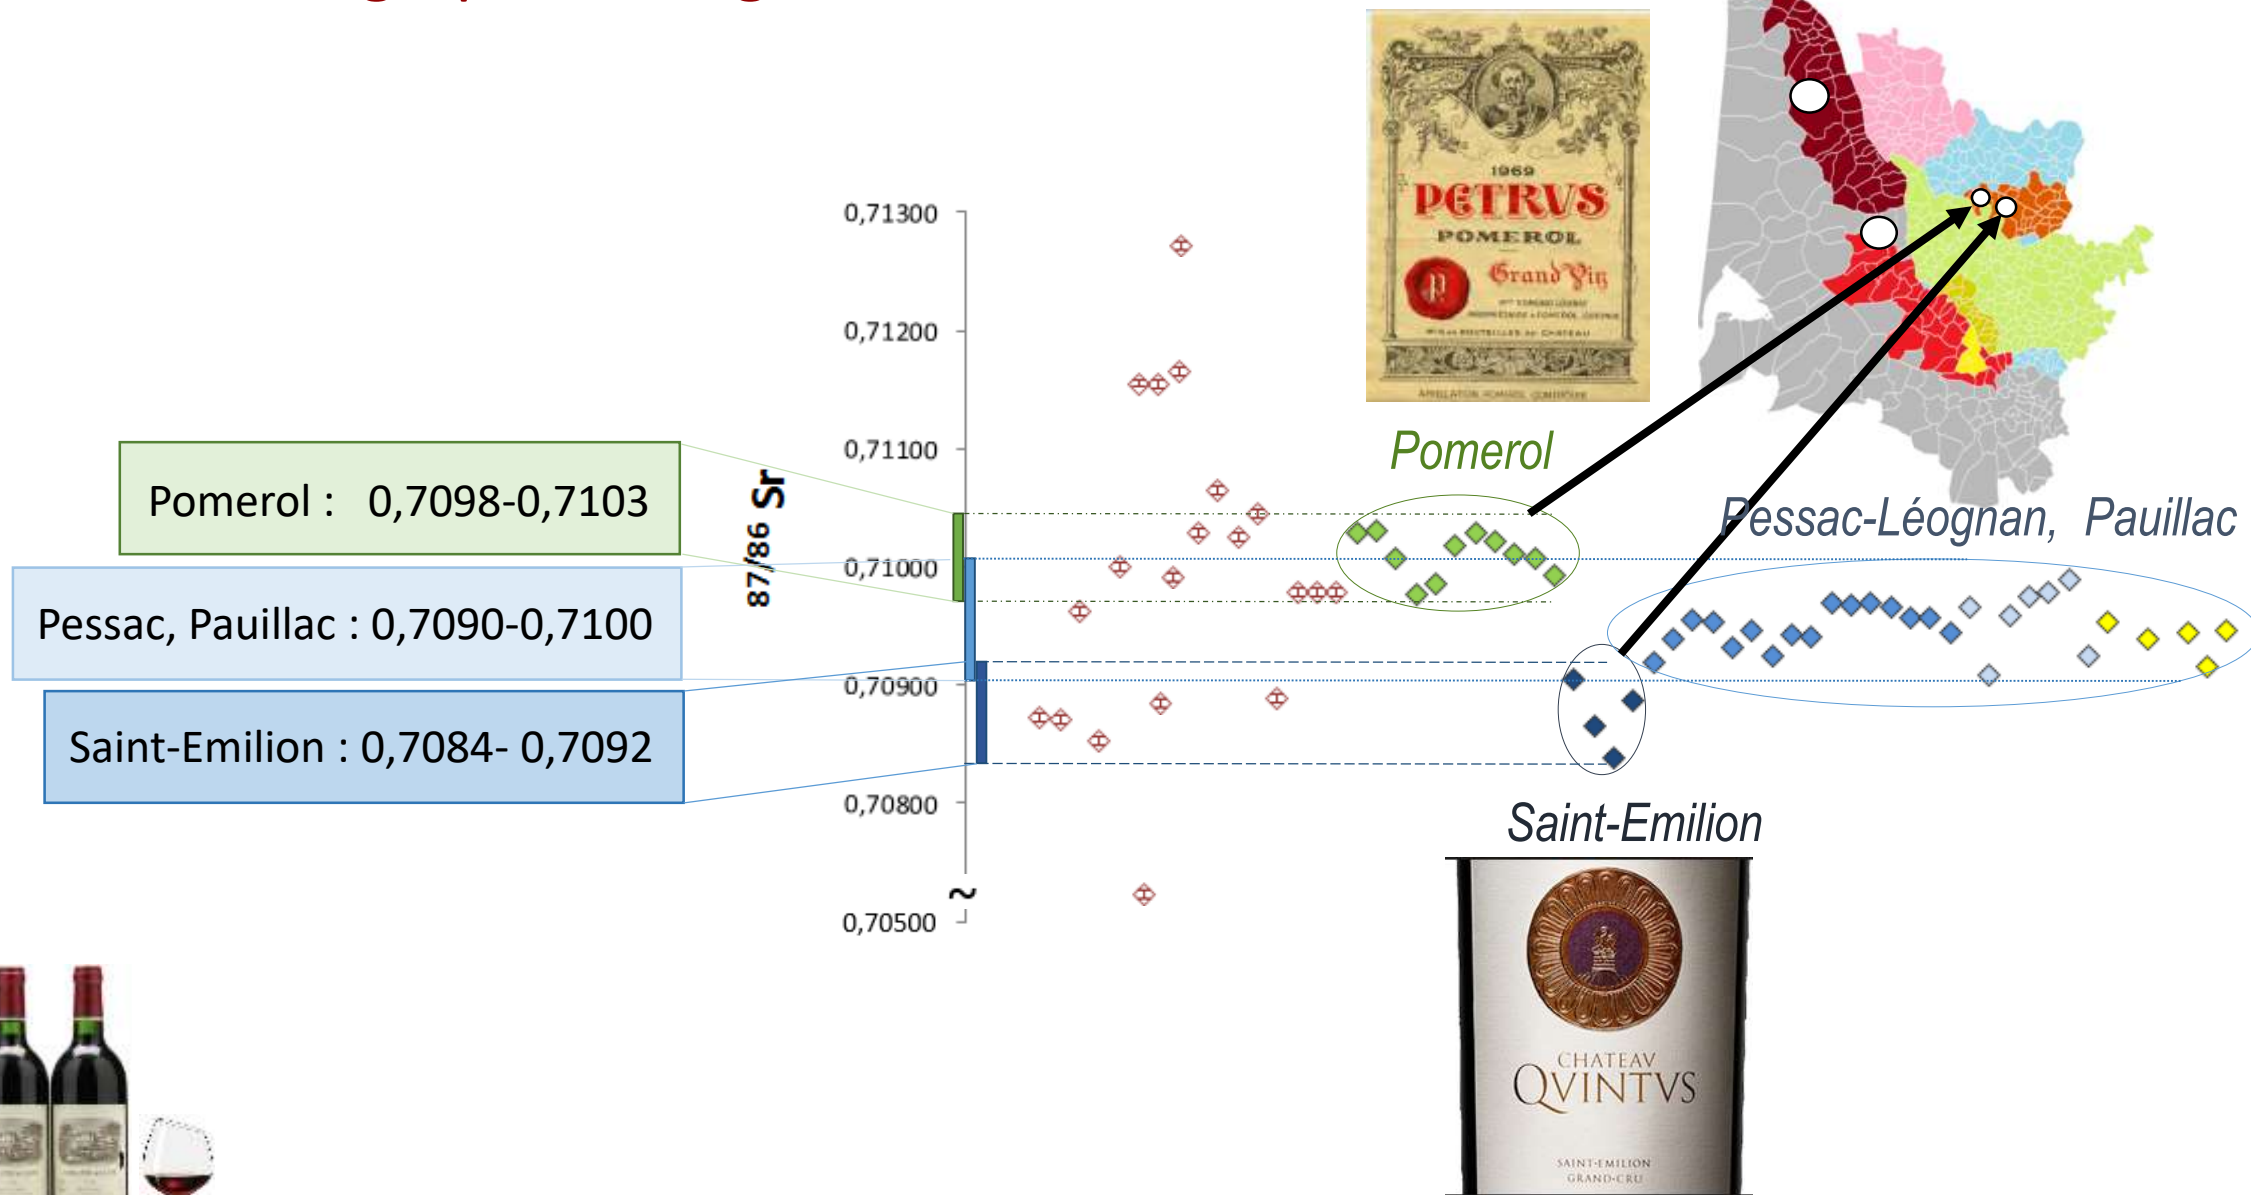 1969
PETRVS
POMEROL
Grand Vin
0,71300
0,71200
0,71100
0,71000
0,70900
0,70800
~
0,70500
87/86 Sr
Pomerol : 0,7098-0,7103
Pessac, Pauillac : 0,7090-0,7100
Saint-Emilion : 0,7084- 0,7092
Pomerol
Pessac-Léognan, Pauillac
Saint-Emilion
CHATEAV
QVINTVS
SAINT-EMILION
GRAND-CRU